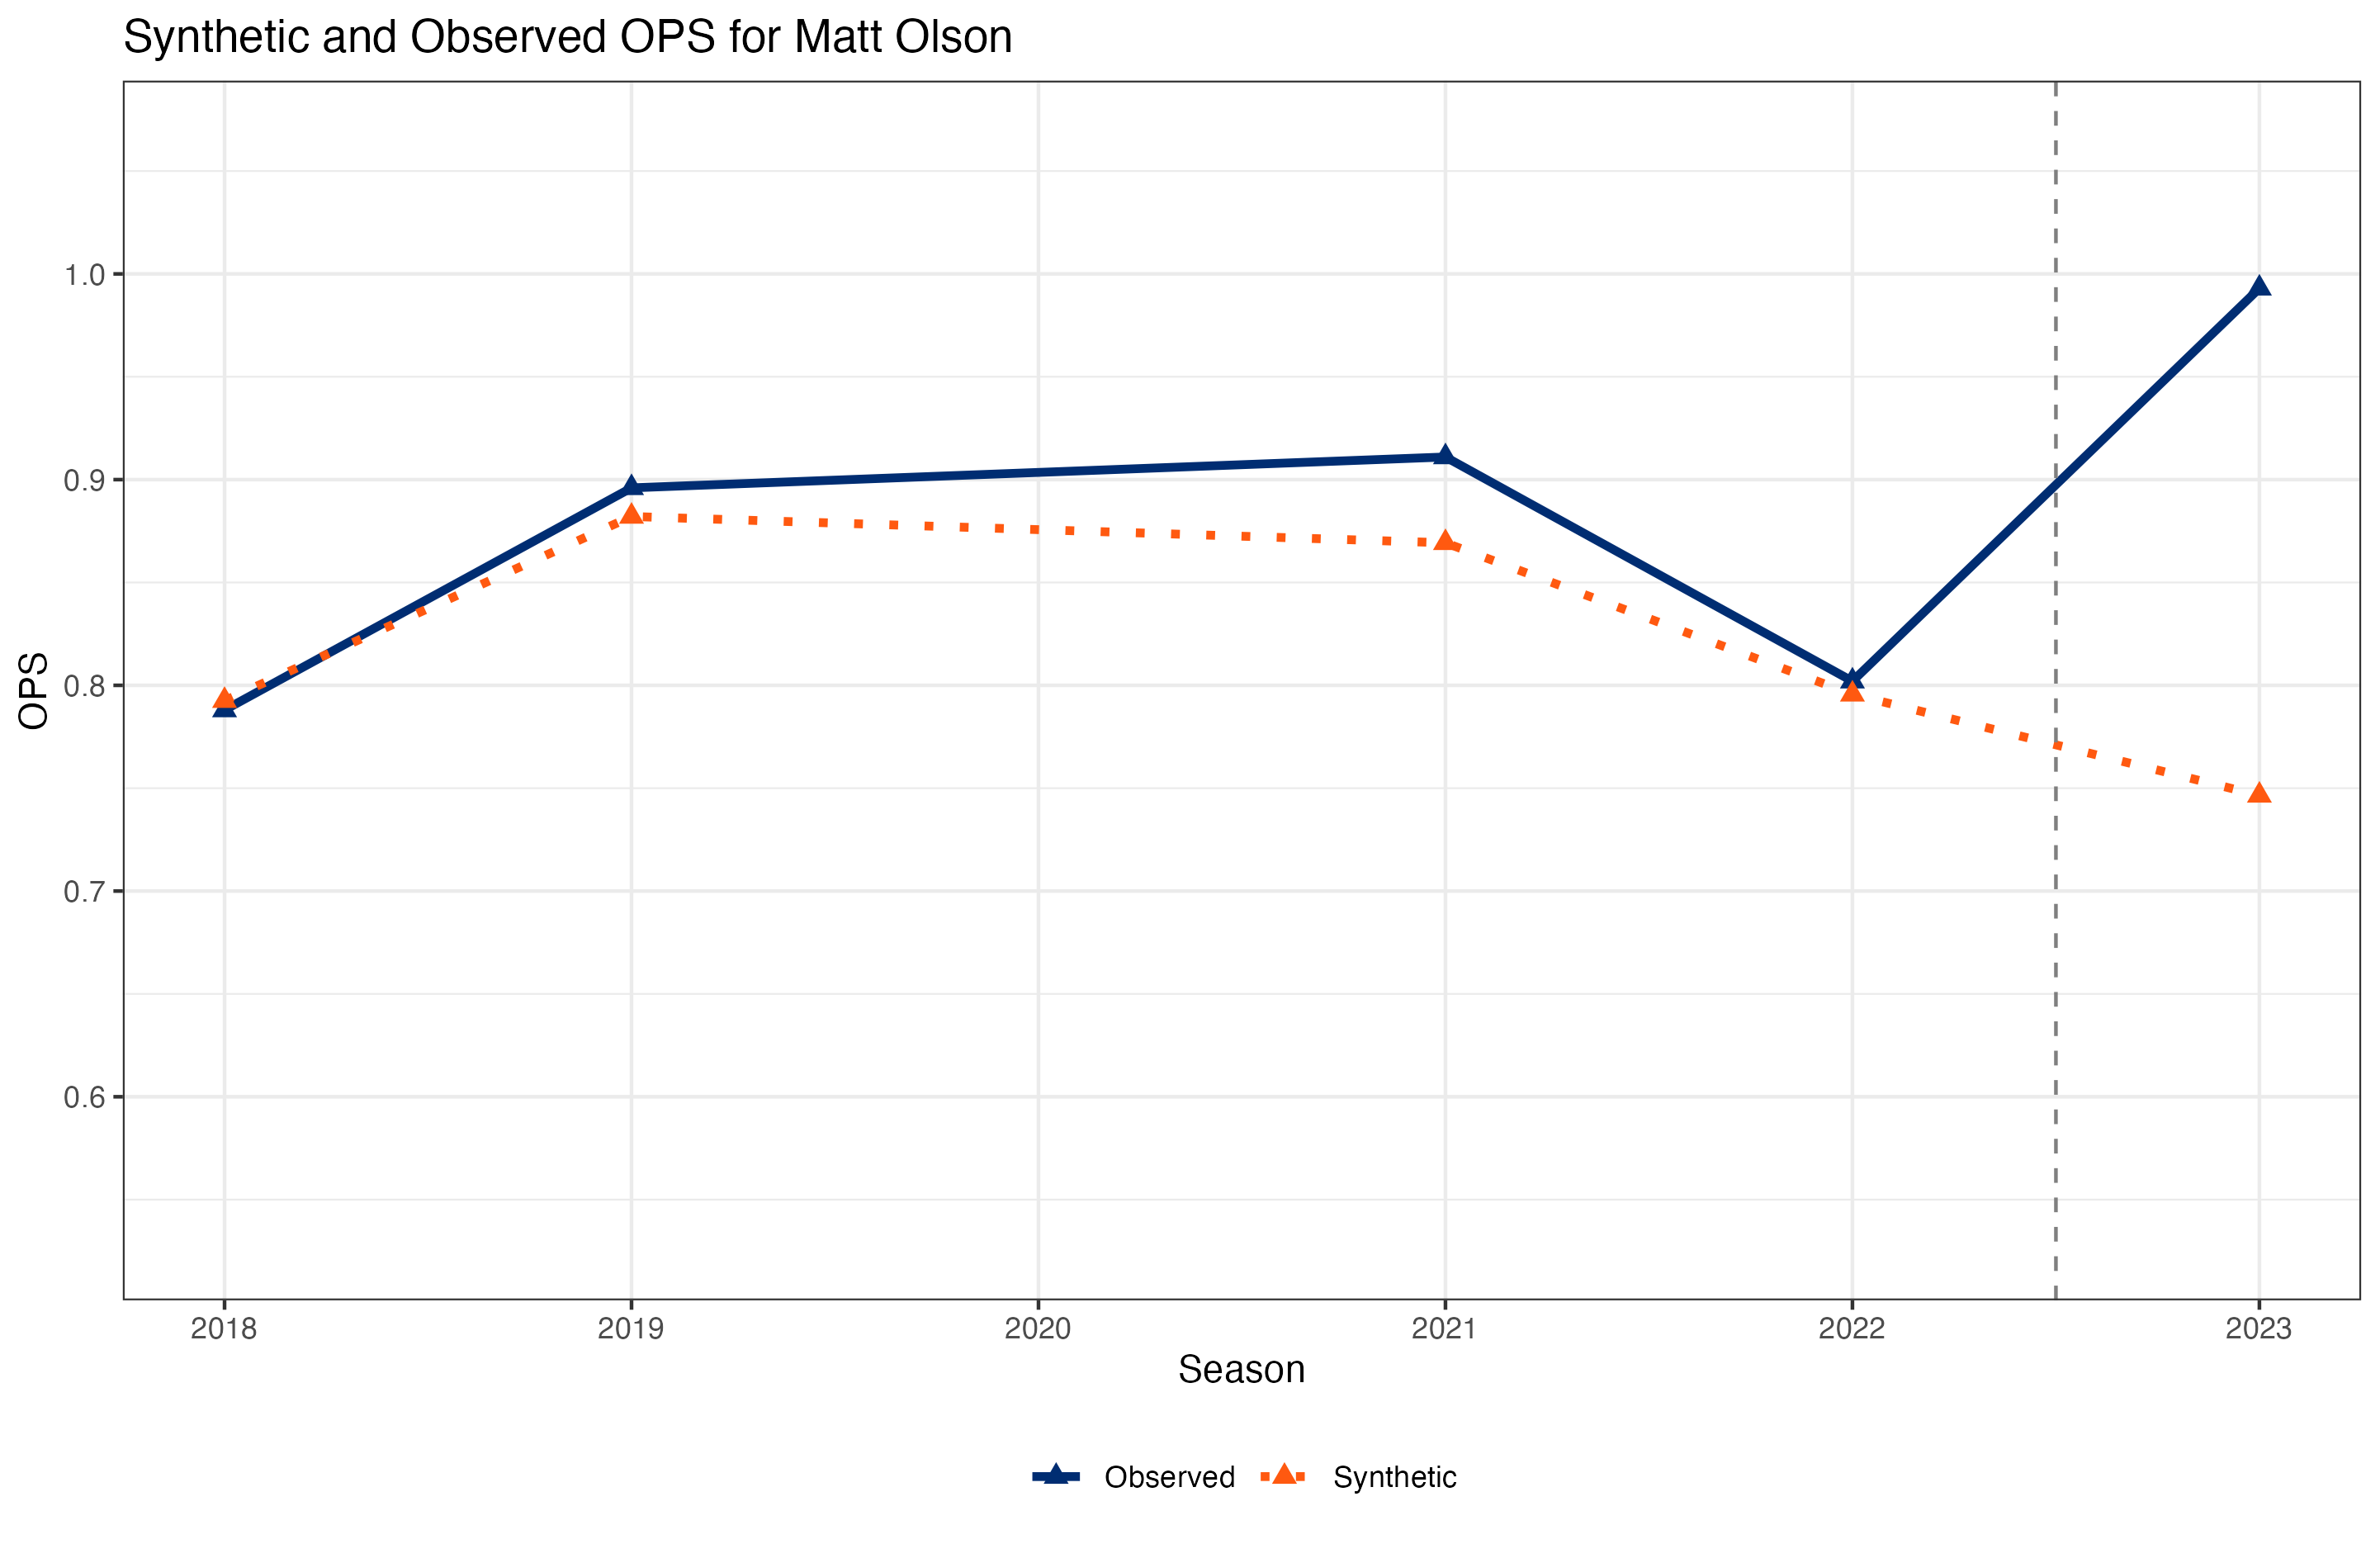 Synthetic and Observed OPS for Matt Olson
OPS
1.0
0.9
0.8
0.7
0.6
2018 2019 2020 2021 2022 2023
Season
Observed Synthetic